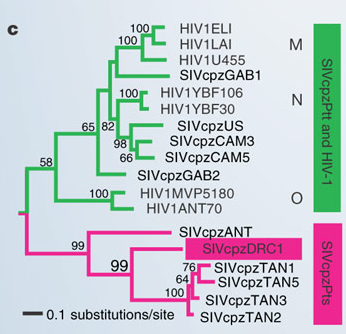 c
100
HIV1ELI
100
HIV1LAI
M
HIV1U455
SIVcpzGAB1
100
HIV1YBF106
N
HIV1YBF30
65
82
SIVcpzUS
98
SIVcpzCAM3
66
SIVcpzCAM5
58
SIVcpzGAB2
100
HIV1MVP5180
O
HIV1ANT70
SIVcpzPtt and HIV-1
SIVcpzANT
99
SIVcpzDRC1
99
76
SIVcpzTAN1
64
SIVcpzTAN5
100
SIVcpzTAN3
SIVcpzTAN2
SIVcpzPts
0.1 substitutions/site